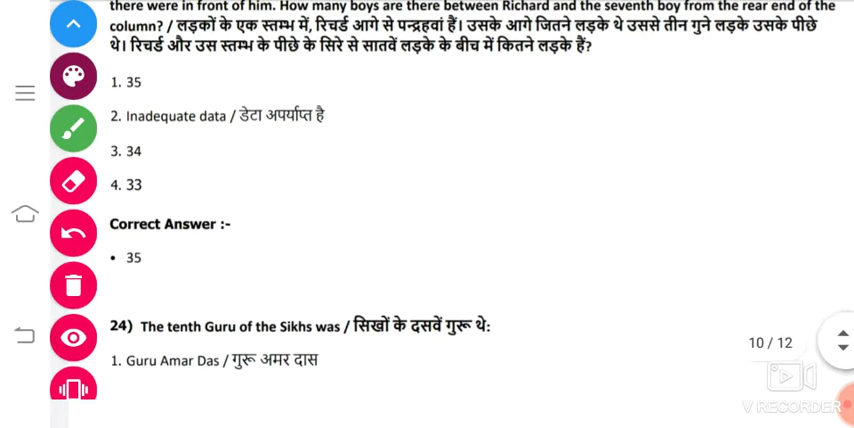 there were in front of him. How many boys are there between Richard and the seventh boy from the rear end of the
column? / लड़कों के एक स्तम्भ में, रिचर्ड आगे से पन्द्रहवां हैं। उसके आगे जितने लड़के थे उससे तीन गुने लड़के उसके पीछे
थे। रिचर्ड और उस स्तम्भ के पीछे के सिरे से सातवें लड़के के बीच में कितने लड़के हैं?
1. 35
2. Inadequate data / डेटा अपर्याप्त है
3. 34
4. 33
Correct Answer :-
• 35
24) The tenth Guru of the Sikhs was / सिखों के दसवें गुरू थे:
10 / 12
1. Guru Amar Das / गुरू अमर दास
V RECORDER